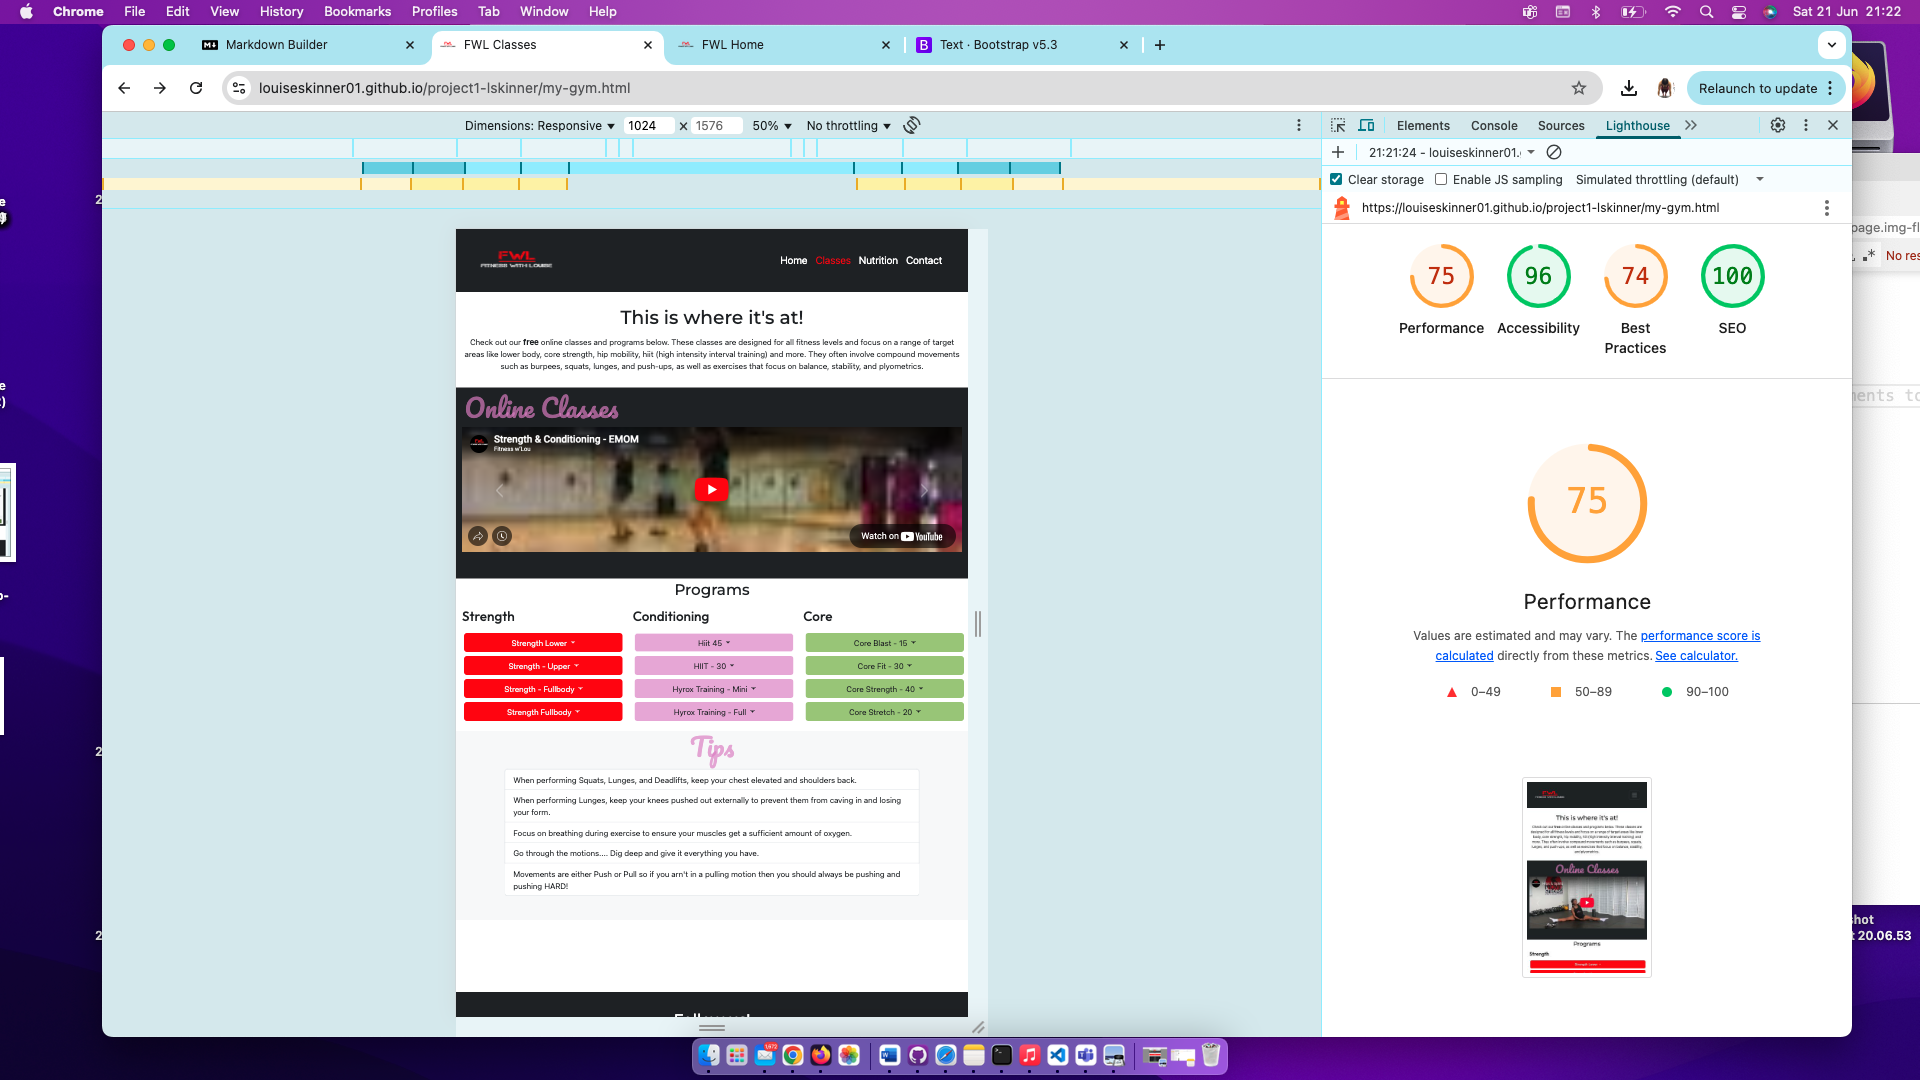 Chrome File Edit View History Bookmarks Profiles Tab Window Help Sat 21 Jun 21:22
Markdown Builder FWL Classes FWL Home Text · Bootstrap v5.3
louiseskinner01.github.io/project1-lskinner/my-gym.html Relaunch to update
Dimensions: Responsive 1024 × 1576 50% No throttling
Elements Console Sources Lighthouse
21:21:24 - louiseskinner01.
Clear storage Enable JS sampling Simulated throttling (default)
https://louiseskinner01.github.io/project1-lskinner/my-gym.html
FWL
FITNESS WITH LOUISE
Home Classes Nutrition Contact
This is where it's at!
Check out our free online classes and programs below. These classes are designed for all fitness levels and focus on a range of target
areas like lower body, core strength, hip mobility, hiit (high intensity interval training) and more. They often involve compound movements
such as burpees, squats, lunges, and push-ups, as well as exercises that focus on balance, stability, and plyometrics.
Online Classes
Strength & Conditioning - EMOM
Fitness w'Lou
Watch on YouTube
Programs
Strength Conditioning Core
Strength Lower Hiit 45 Core Blast - 15
Strength - Upper HIIT - 30 Core Fit - 30
Strength - Fullbody Hyrox Training - Mini Core Strength - 40
Strength Fullbody Hyrox Training - Full Core Stretch - 20
Tips
When performing Squats, Lunges, and Deadlifts, keep your chest elevated and shoulders back.
When performing Lunges, keep your knees pushed out externally to prevent them from caving in and losing
your form.
Focus on breathing during exercise to ensure your muscles get a sufficient amount of oxygen.
Go through the motions.... Dig deep and give it everything you have.
Movements are either Push or Pull so if you arn't in a pulling motion then you should always be pushing and
pushing HARD!
75 96 74 100
Performance Accessibility Best Practices SEO
75
Performance
Values are estimated and may vary. The performance score is
calculated directly from these metrics. See calculator.
0–49 50–89 90–100
This is where it's at!
Online Classes
Programs
Strength
page.img-fl
No res
ments to
shot
t 20.06.53